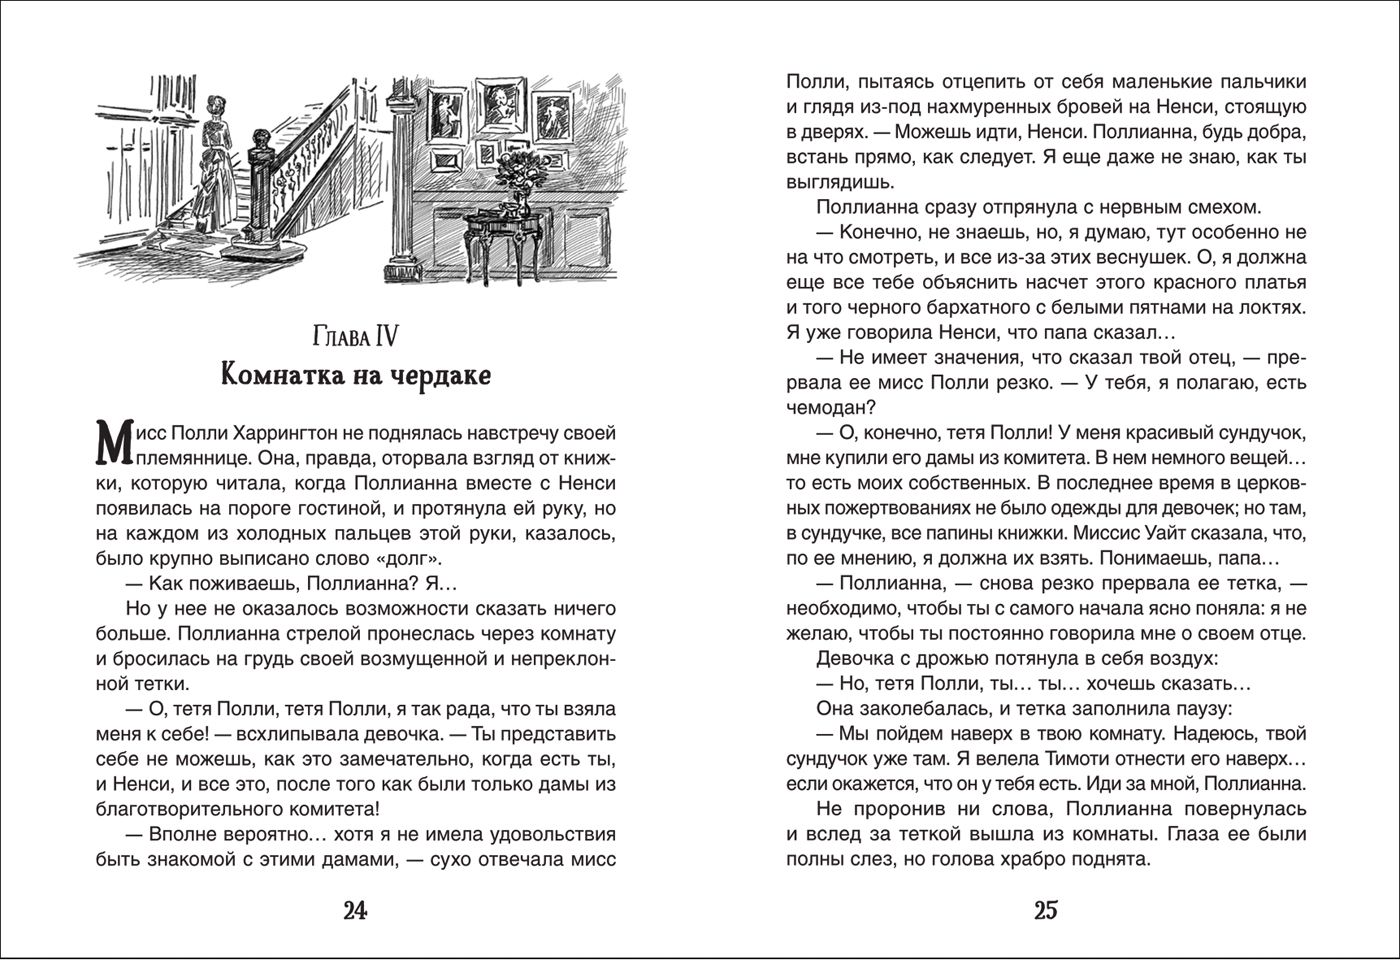 Глава IV
Комнатка на чердаке
Мисс Полли Харрингтон не поднялась навстречу своей
племяннице. Она, правда, оторвала взгляд от книж-
ки, которую читала, когда Поллианна вместе с Ненси
появилась на пороге гостиной, и протянула ей руку, но
на каждом из холодных пальцев этой руки, казалось,
было крупно выписано слово «долг».
— Как поживаешь, Поллианна? Я…
Но у нее не оказалось возможности сказать ничего
больше. Поллианна стрелой пронеслась через комнату
и бросилась на грудь своей возмущенной и непреклон-
ной тетки.
— О, тетя Полли, тетя Полли, я так рада, что ты взяла
меня к себе! — всхлипывала девочка. — Ты представить
себе не можешь, как это замечательно, когда есть ты,
и Ненси, и все это, после того как были только дамы из
благотворительного комитета!
— Вполне вероятно… хотя я не имела удовольствия
быть знакомой с этими дамами, — сухо отвечала мисс
24
Полли, пытаясь отцепить от себя маленькие пальчики
и глядя из-под нахмуренных бровей на Ненси, стоящую
в дверях. — Можешь идти, Ненси. Поллианна, будь добра,
встань прямо, как следует. Я еще даже не знаю, как ты
выглядишь.
Поллианна сразу отпрянула с нервным смехом.
— Конечно, не знаешь, но, я думаю, тут особенно не
на что смотреть, и все из-за этих веснушек. О, я должна
еще все тебе объяснить насчет этого красного платья
и того черного бархатного с белыми пятнами на локтях.
Я уже говорила Ненси, что папа сказал…
— Не имеет значения, что сказал твой отец, — пре-
рвала ее мисс Полли резко. — У тебя, я полагаю, есть
чемодан?
— О, конечно, тетя Полли! У меня красивый сундучок,
мне купили его дамы из комитета. В нем немного вещей…
то есть моих собственных. В последнее время в церков-
ных пожертвованиях не было одежды для девочек; но там,
в сундучке, все папины книжки. Миссис Уайт сказала, что,
по ее мнению, я должна их взять. Понимаешь, папа…
— Поллианна, — снова резко прервала ее тетка, —
необходимо, чтобы ты с самого начала ясно поняла: я не
желаю, чтобы ты постоянно говорила мне о своем отце.
Девочка с дрожью потянула в себя воздух:
— Но, тетя Полли, ты… ты… хочешь сказать…
Она заколебалась, и тетка заполнила паузу:
— Мы пойдем наверх в твою комнату. Надеюсь, твой
сундучок уже там. Я велела Тимоти отнести его наверх…
если окажется, что он у тебя есть. Иди за мной, Поллианна.
Не проронив ни слова, Поллианна повернулась
и вслед за теткой вышла из комнаты. Глаза ее были
полны слез, но голова храбро поднята.
25